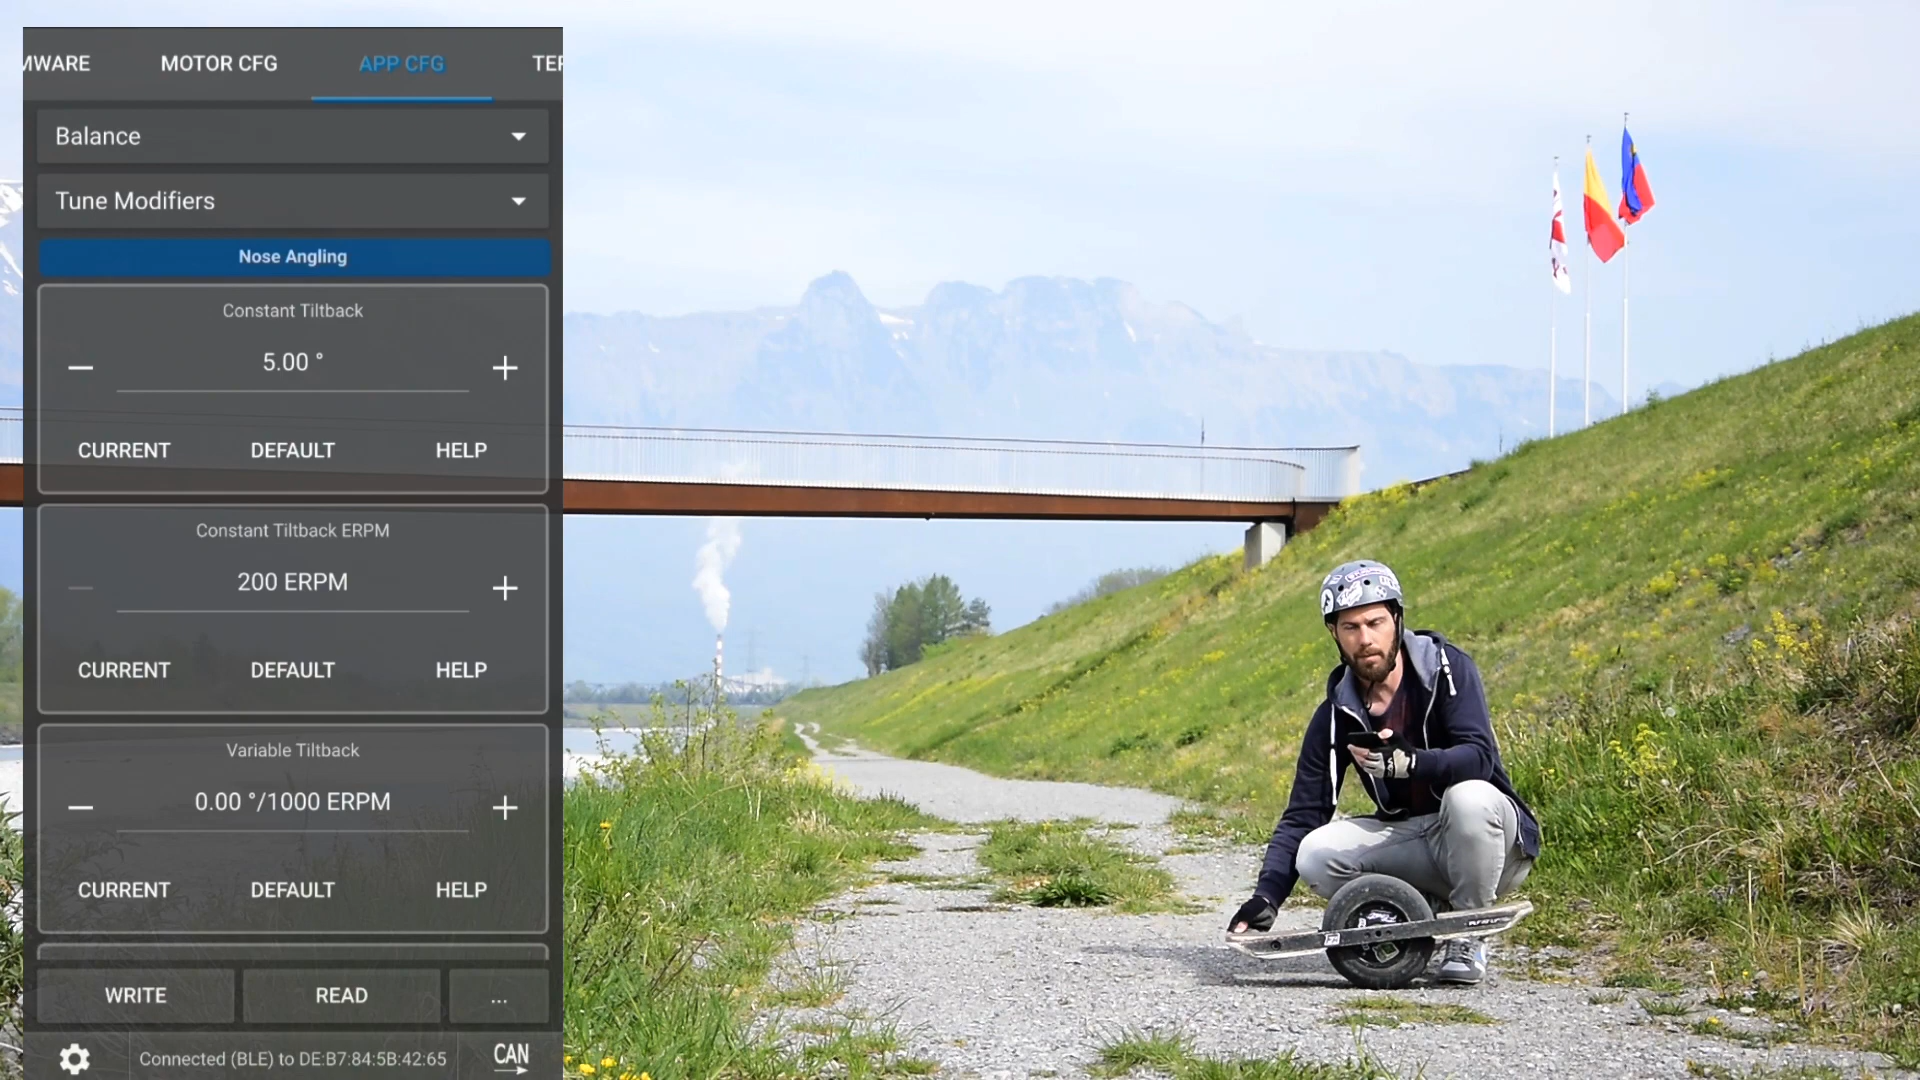 MWARE MOTOR CFG APP CFG TER
Balance
Tune Modifiers
Nose Angling
Constant Tiltback
5.00 °
CURRENT DEFAULT HELP
Constant Tiltback ERPM
200 ERPM
CURRENT DEFAULT HELP
Variable Tiltback
0.00 °/1000 ERPM
CURRENT DEFAULT HELP
WRITE READ ...
Connected (BLE) to DE:B7:84:5B:42:65 CAN